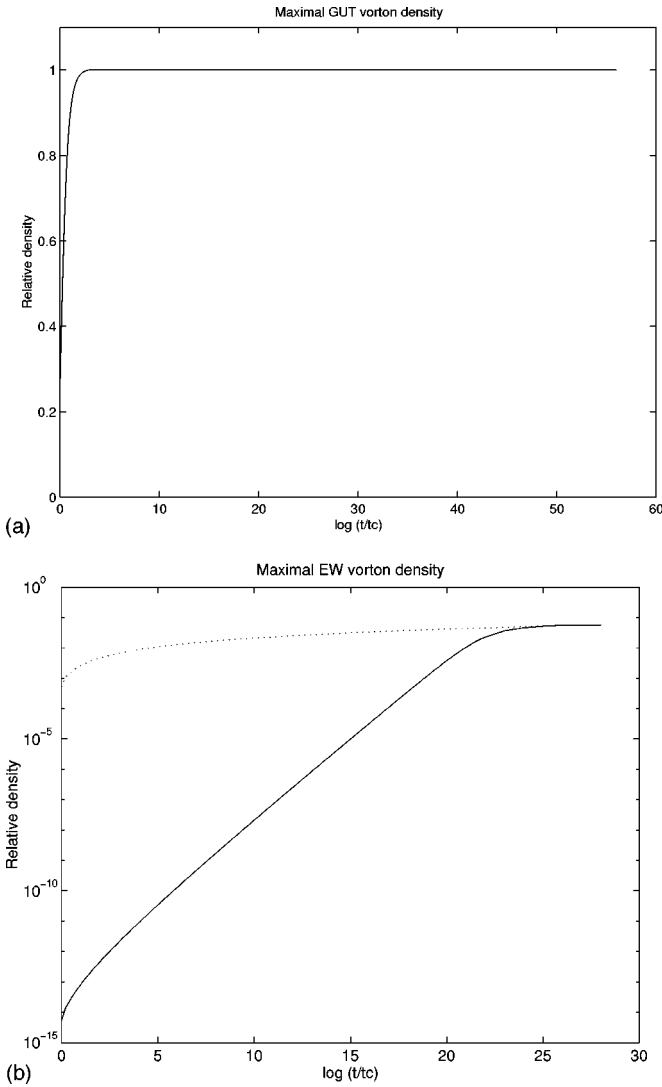 Maximal GUT vorton density
1
0.8
0.6
0.4
0.2
0
Relative density
0 10 20 30 40 50 60
log (t/tc)
(a)
Maximal EW vorton density
10^0
10^-5
10^-10
10^-15
Relative density
0 5 10 15 20 25 30
log (t/tc)
(b)